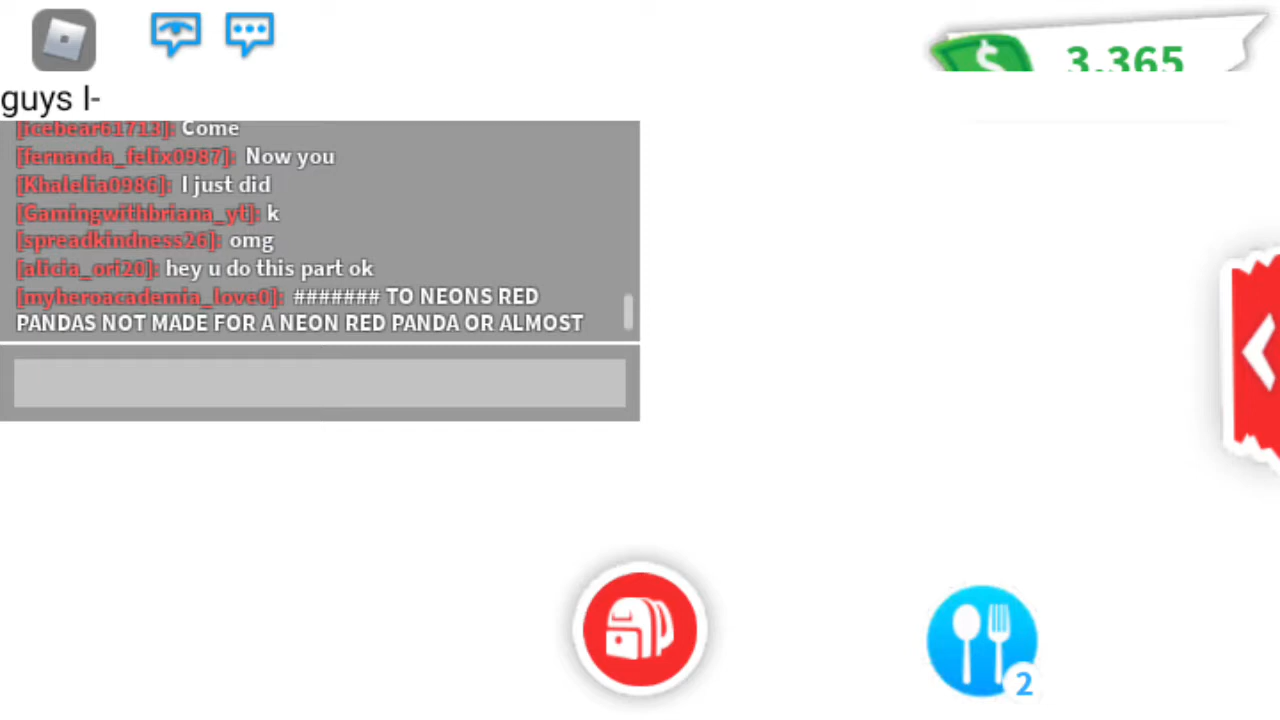 3,365
guys I-
[icebear61713]: Come
[fernanda_felix0987]: Now you
[Khalelia0986]: I just did
[Gamingwithbriana_yt]: k
[spreadkindness26]: omg
[alicia_ori20]: hey u do this part ok
[myheroacademia_love0]: ####### TO NEONS RED
PANDAS NOT MADE FOR A NEON RED PANDA OR ALMOST
2